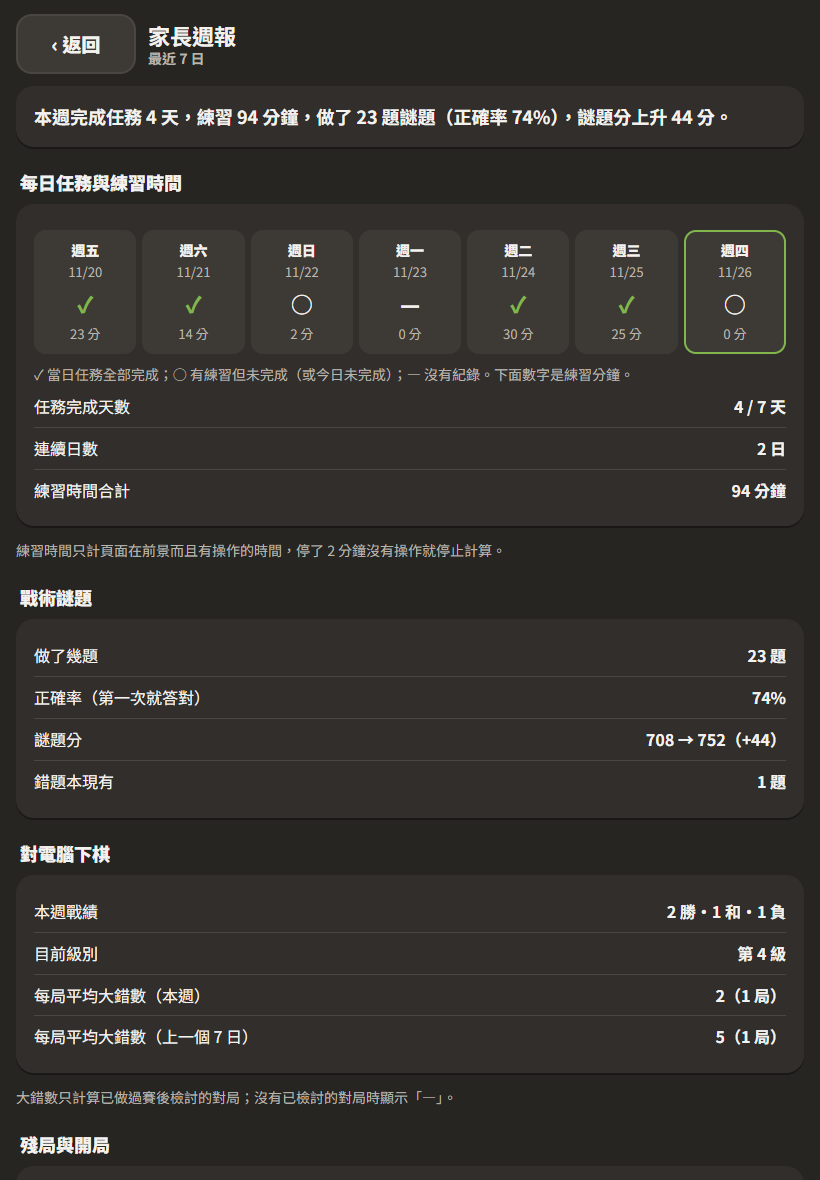 ‹ 返回
家長週報
最近 7 日
本週完成任務 4 天，練習 94 分鐘，做了 23 題謎題（正確率 74%），謎題分上升 44 分。
每日任務與練習時間
週五 週六 週日 週一 週二 週三 週四
11/20 11/21 11/22 11/23 11/24 11/25 11/26
✓ ✓ ○ — ✓ ✓ ○
23 分 14 分 2 分 0 分 30 分 25 分 0 分
✓ 當日任務全部完成；○ 有練習但未完成（或今日未完成）；— 沒有紀錄。下面數字是練習分鐘。
任務完成天數 4 / 7 天
連續日數 2 日
練習時間合計 94 分鐘
練習時間只計頁面在前景而且有操作的時間，停了 2 分鐘沒有操作就停止計算。
戰術謎題
做了幾題 23 題
正確率（第一次就答對） 74%
謎題分 708 → 752（+44）
錯題本現有 1 題
對電腦下棋
本週戰績 2 勝・1 和・1 負
目前級別 第 4 級
每局平均大錯數（本週） 2（1 局）
每局平均大錯數（上一個 7 日） 5（1 局）
大錯數只計算已做過賽後檢討的對局；沒有已檢討的對局時顯示「—」。
殘局與開局